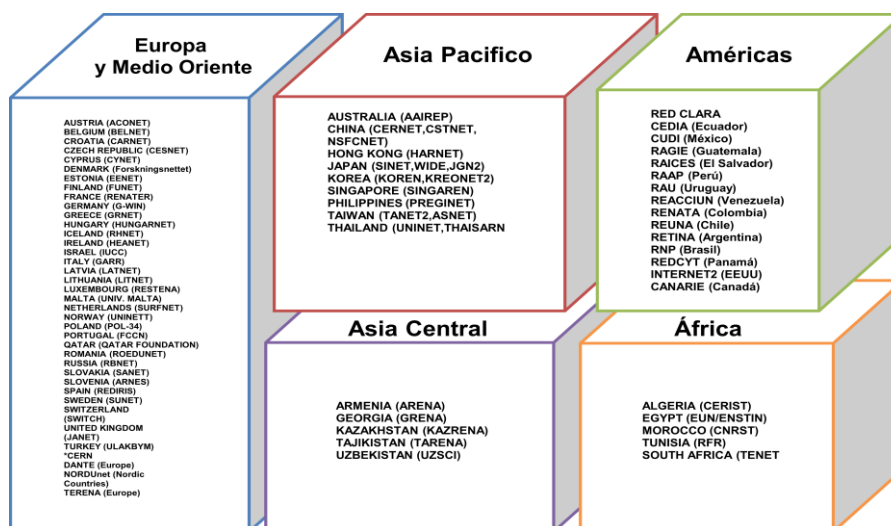 Europa
y Medio Oriente
AUSTRIA (ACONET)
BELGIUM (BELNET)
CROATIA (CARNET)
CZECH REPUBLIC (CESNET)
CYPRUS (CYNET)
DENMARK (Forskningsnettet)
ESTONIA (EENET)
FINLAND (FUNET)
FRANCE (RENATER)
GERMANY (G-WIN)
GREECE (GRNET)
HUNGARY (HUNGARNET)
ICELAND (RHNET)
IRELAND (HEANET)
ISRAEL (IUCC)
ITALY (GARR)
LATVIA (LATNET)
LITHUANIA (LITNET)
LUXEMBOURG (RESTENA)
MALTA (UNIV. MALTA)
NETHERLANDS (SURFNET)
NORWAY (UNINETT)
POLAND (POL-34)
PORTUGAL (FCCN)
QATAR (QATAR FOUNDATION)
ROMANIA (ROEDUNET)
RUSSIA (RBNET)
SLOVAKIA (SANET)
SLOVENIA (ARNES)
SPAIN (REDIRIS)
SWEDEN (SUNET)
SWITZERLAND
(SWITCH)
UNITED KINGDOM
(JANET)
TURKEY (ULAKBYM)
*CERN
DANTE (Europe)
NORDUnet (Nordic
Countries)
TERENA (Europe)
Asia Pacifico
AUSTRALIA (AAIREP)
CHINA (CERNET,CSTNET,
NSFCNET)
HONG KONG (HARNET)
JAPAN (SINET,WIDE,JGN2)
KOREA (KOREN,KREONET2)
SINGAPORE (SINGAREN)
PHILIPPINES (PREGINET)
TAIWAN (TANET2,ASNET)
THAILAND (UNINET,THAISARN
Américas
RED CLARA
CEDIA (Ecuador)
CUDI (México)
RAGIE (Guatemala)
RAICES (El Salvador)
RAAP (Perú)
RAU (Uruguay)
REACCIUN (Venezuela)
RENATA (Colombia)
REUNA (Chile)
RETINA (Argentina)
RNP (Brasil)
REDCYT (Panamá)
INTERNET2 (EEUU)
CANARIE (Canadá)
Asia Central
ARMENIA (ARENA)
GEORGIA (GRENA)
KAZAKHSTAN (KAZRENA)
TAJIKISTAN (TARENA)
UZBEKISTAN (UZSCI)
África
ALGERIA (CERIST)
EGYPT (EUN/ENSTIN)
MOROCCO (CNRST)
TUNISIA (RFR)
SOUTH AFRICA (TENET